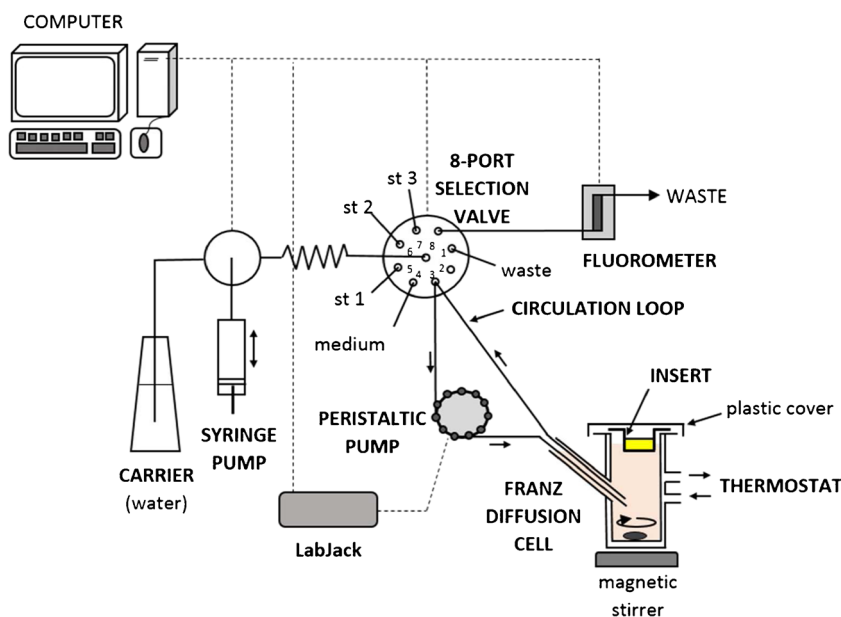 COMPUTER
8-PORT
SELECTION
VALVE
st 3
st 2
7 8
6 1
5 2
4 3
WASTE
FLUOROMETER
waste
st 1
CIRCULATION LOOP
medium
INSERT
plastic cover
PERISTALTIC
PUMP
SYRINGE
PUMP
CARRIER
(water)
THERMOSTAT
FRANZ
DIFFUSION
CELL
LabJack
magnetic
stirrer